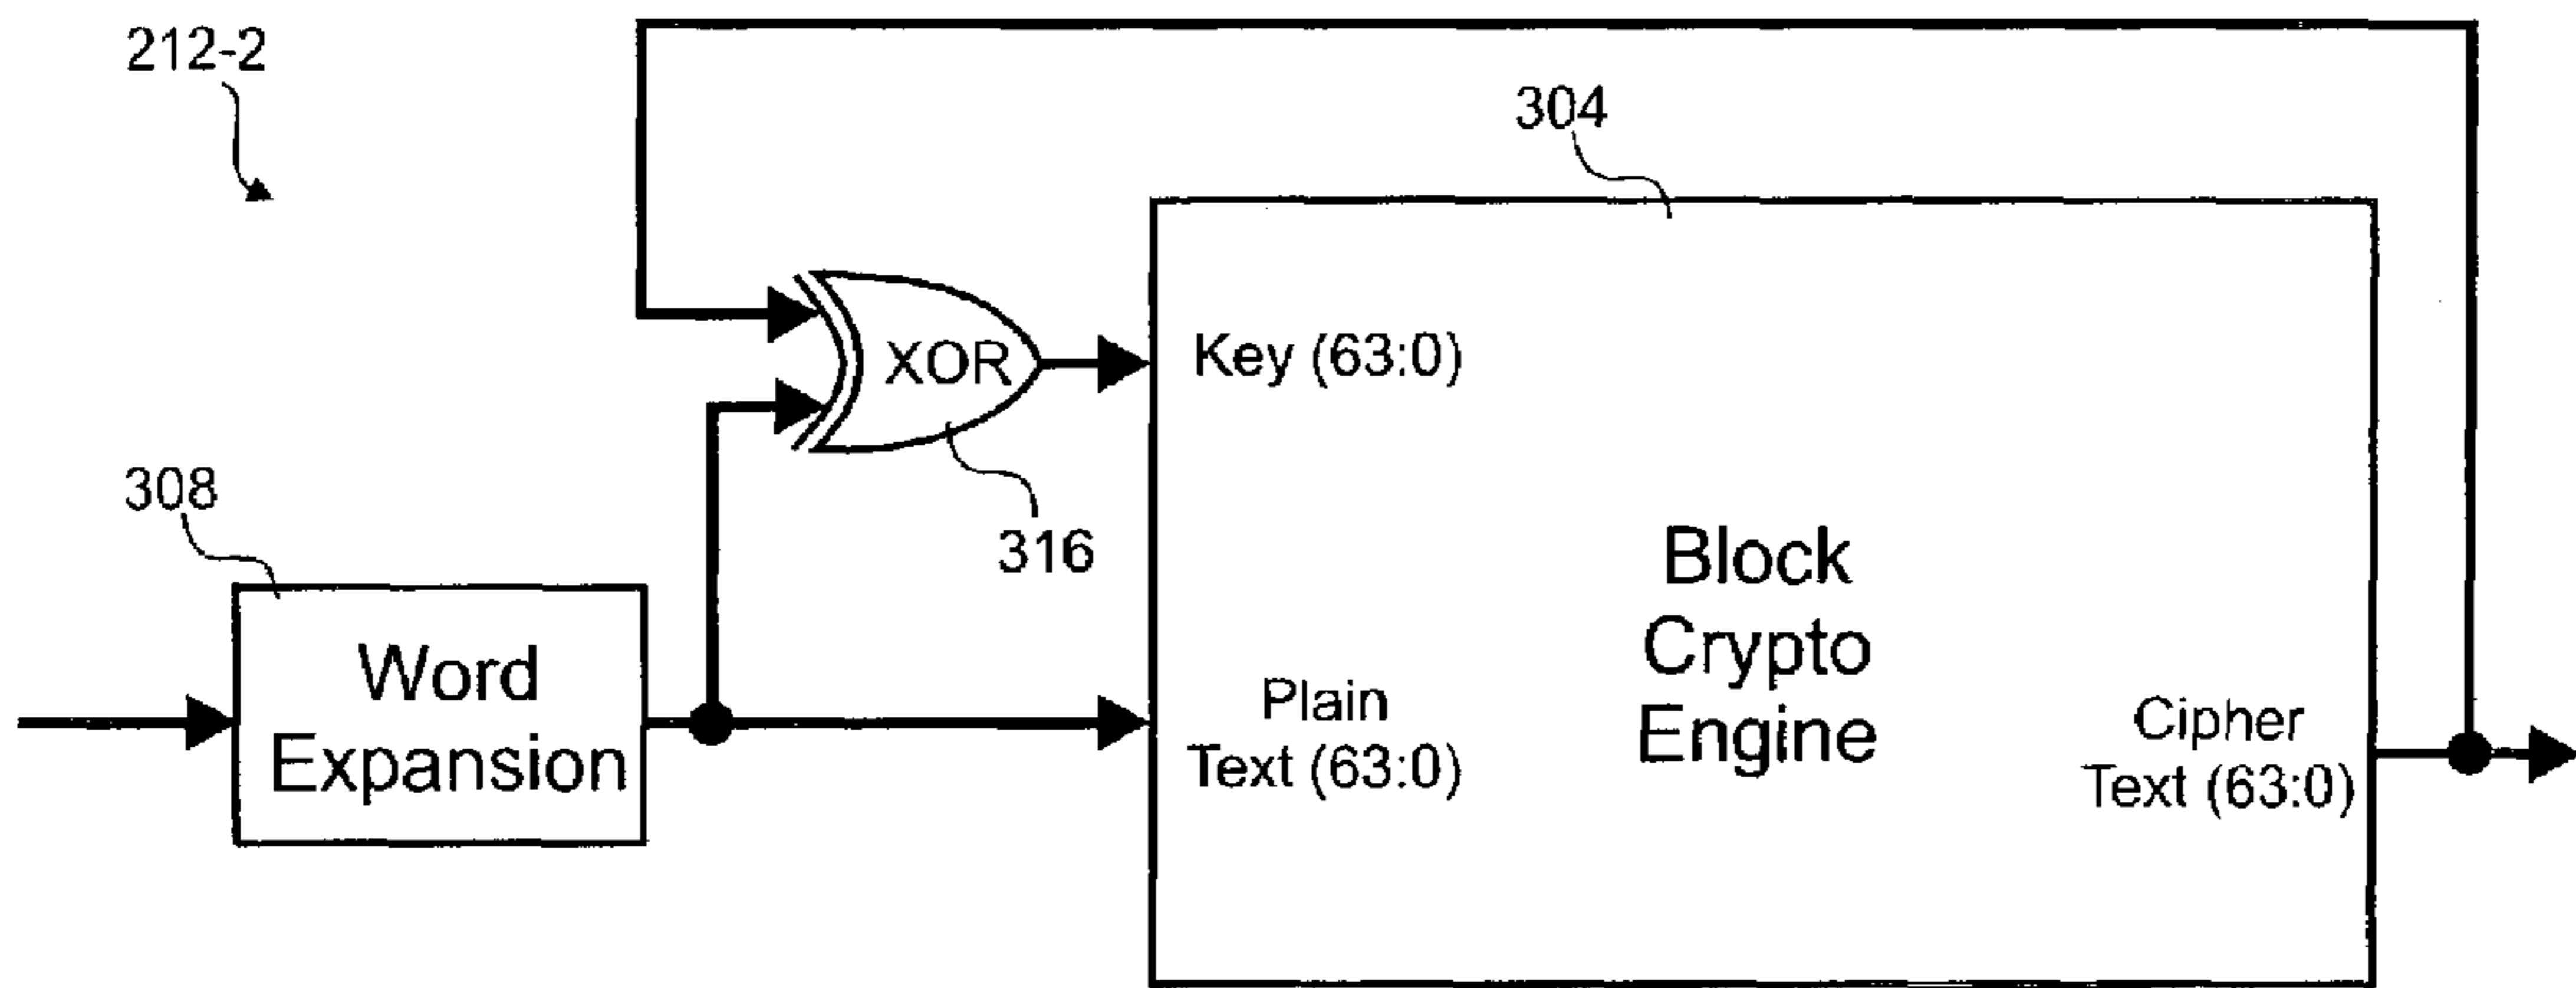 212-2
304
XOR
Key (63:0)
308
316
Word
Expansion
Block
Crypto
Engine
Plain
Text (63:0)
Cipher
Text (63:0)